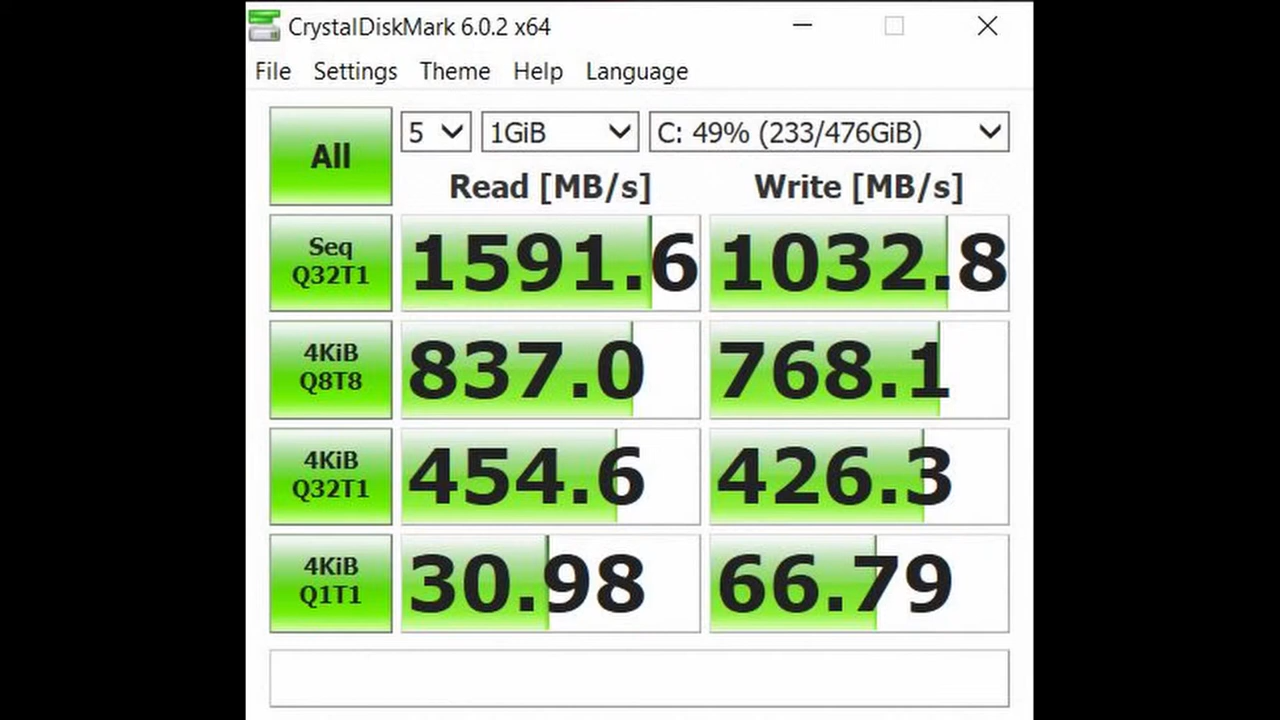 CrystalDiskMark 6.0.2 x64
File Settings Theme Help Language
All
5
1GiB
C: 49% (233/476GiB)
Read [MB/s] Write [MB/s]
Seq
Q32T1
1591.6 1032.8
4KiB
Q8T8
837.0 768.1
4KiB
Q32T1
454.6 426.3
4KiB
Q1T1
30.98 66.79